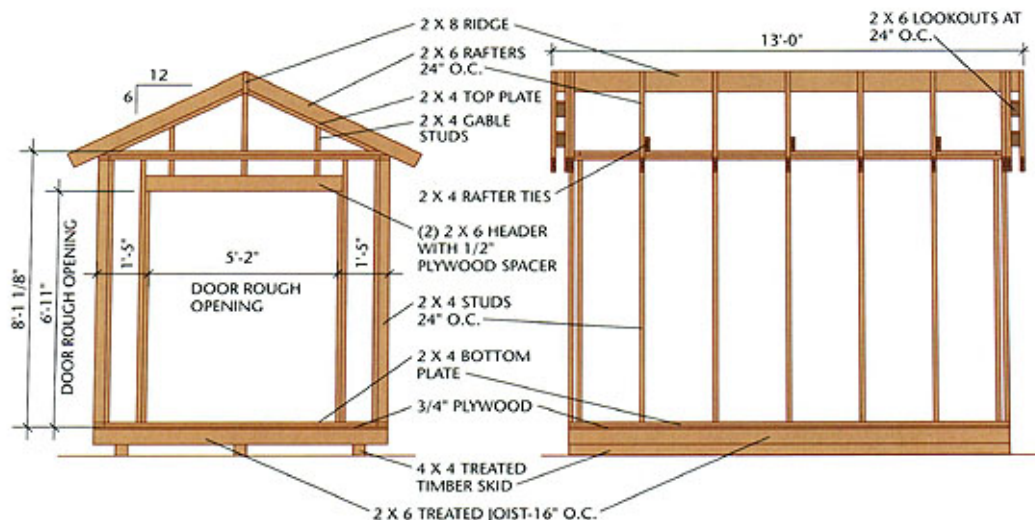 2 X 8 RIDGE
2 X 6 LOOKOUTS AT
24" O.C.
13'-0"
2 X 6 RAFTERS
24" O.C.
12
6
2 X 4 TOP PLATE
2 X 4 GABLE
STUDS
2 X 4 RAFTER TIES
(2) 2 X 6 HEADER
WITH 1/2"
PLYWOOD SPACER
8'-1 1/8"
6'-11"
DOOR ROUGH OPENING
1'-5"
5'-2"
1'-5"
DOOR ROUGH
OPENING
2 X 4 STUDS
24" O.C.
2 X 4 BOTTOM
PLATE
3/4" PLYWOOD
4 X 4 TREATED
TIMBER SKID
2 X 6 TREATED JOIST-16" O.C.